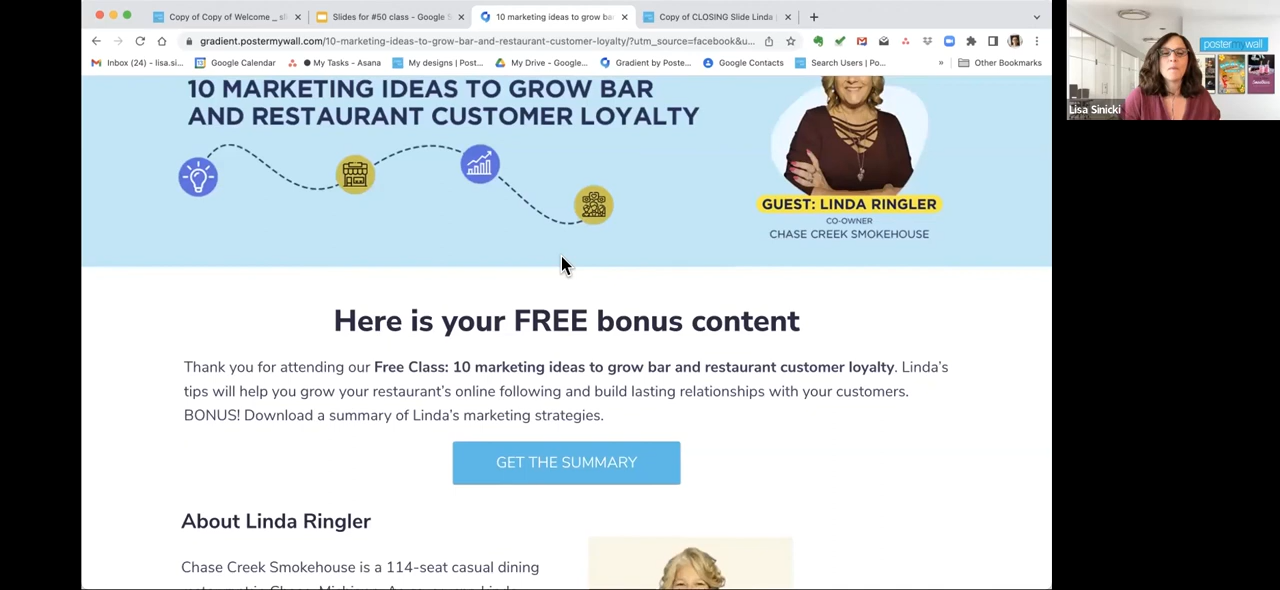 Copy of Copy of Welcome _ sl
Slides for #50 class - Google S
10 marketing ideas to grow bar
Copy of CLOSING Slide Linda
gradient.postermywall.com/10-marketing-ideas-to-grow-bar-and-restaurant-customer-loyalty/?utm_source=facebook&u...
Inbox (24) - lisa.si...
Google Calendar
My Tasks - Asana
My designs | Post...
My Drive - Google...
Gradient by Poste...
Google Contacts
Search Users | Po...
»
Other Bookmarks
10 MARKETING IDEAS TO GROW BAR
AND RESTAURANT CUSTOMER LOYALTY
GUEST: LINDA RINGLER
CO-OWNER
CHASE CREEK SMOKEHOUSE
Here is your FREE bonus content
Thank you for attending our Free Class: 10 marketing ideas to grow bar and restaurant customer loyalty. Linda's
tips will help you grow your restaurant's online following and build lasting relationships with your customers.
BONUS! Download a summary of Linda's marketing strategies.
GET THE SUMMARY
About Linda Ringler
Chase Creek Smokehouse is a 114-seat casual dining
postermywall
Lisa Sinicki